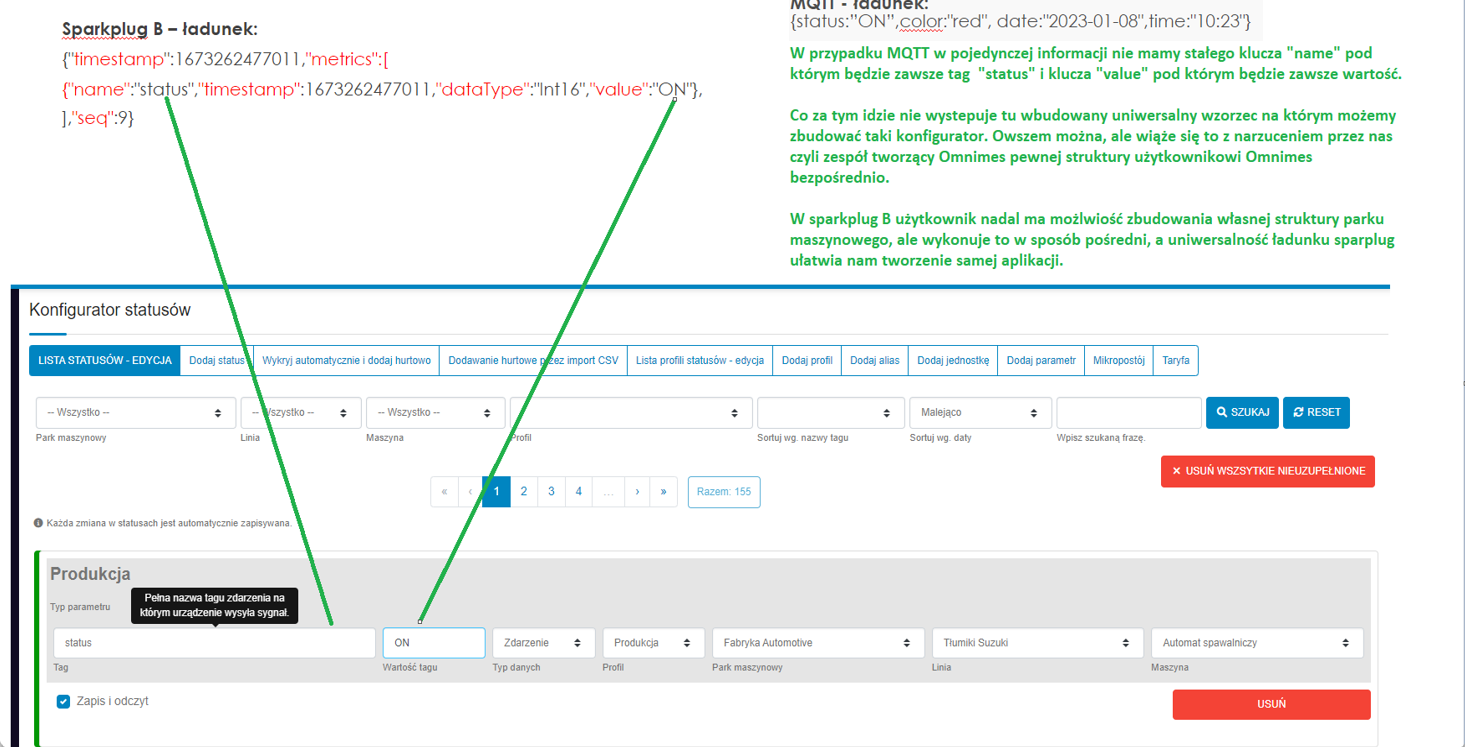 Sparkplug B – ładunek:
{"timestamp":1673262477011,"metrics":[
{"name":"status","timestamp":1673262477011,"dataType":"Int16","value":"ON"},
],"seq":9}
MQTT - ładunek:
{status:”ON”,color:"red", date:"2023-01-08",time:"10:23"}
W przypadku MQTT w pojedynczej informacji nie mamy stałego klucza "name" pod
którym będzie zawsze tag "status" i klucza "value" pod którym będzie zawsze wartość.
Co za tym idzie nie wystepuje tu wbudowany uniwersalny wzorzec na którym możemy
zbudować taki konfigurator. Owszem można, ale wiąże się to z narzuceniem przez nas
czyli zespół tworzący Omnimes pewnej struktury użytkownikowi Omnimes
bezpośrednio.
W sparkplug B użytkownik nadal ma możlwiość zbudowania własnej struktury parku
maszynowego, ale wykonuje to w sposób pośredni, a uniwersalność ładunku sparplug
ułatwia nam tworzenie samej aplikacji.
Konfigurator statusów
LISTA STATUSÓW - EDYCJA Dodaj status Wykryj automatycznie i dodaj hurtowo Dodawanie hurtowe przez import CSV Lista profili statusów - edycja Dodaj profil Dodaj alias Dodaj jednostkę Dodaj parametr Mikropostój Taryfa
-- Wszystko -- -- Wszystko -- -- Wszystko -- Malejąco SZUKAJ RESET
Park maszynowy Linia Maszyna Profil Sortuj wg. nazwy tagu Sortuj wg. daty Wpisz szukaną frazę.
× USUŃ WSZSYTKIE NIEUZUPEŁNIONE
« ‹ 1 2 3 4 ... › » Razem: 155
Każda zmiana w statusach jest automatycznie zapisywana.
Produkcja
Typ parametru
Pełna nazwa tagu zdarzenia na
którym urządzenie wysyła sygnał.
status ON Zdarzenie Produkcja Fabryka Automotive Tłumiki Suzuki Automat spawalniczy
Tag Wartość tagu Typ danych Profil Park maszynowy Linia Maszyna
Zapis i odczyt
USUŃ